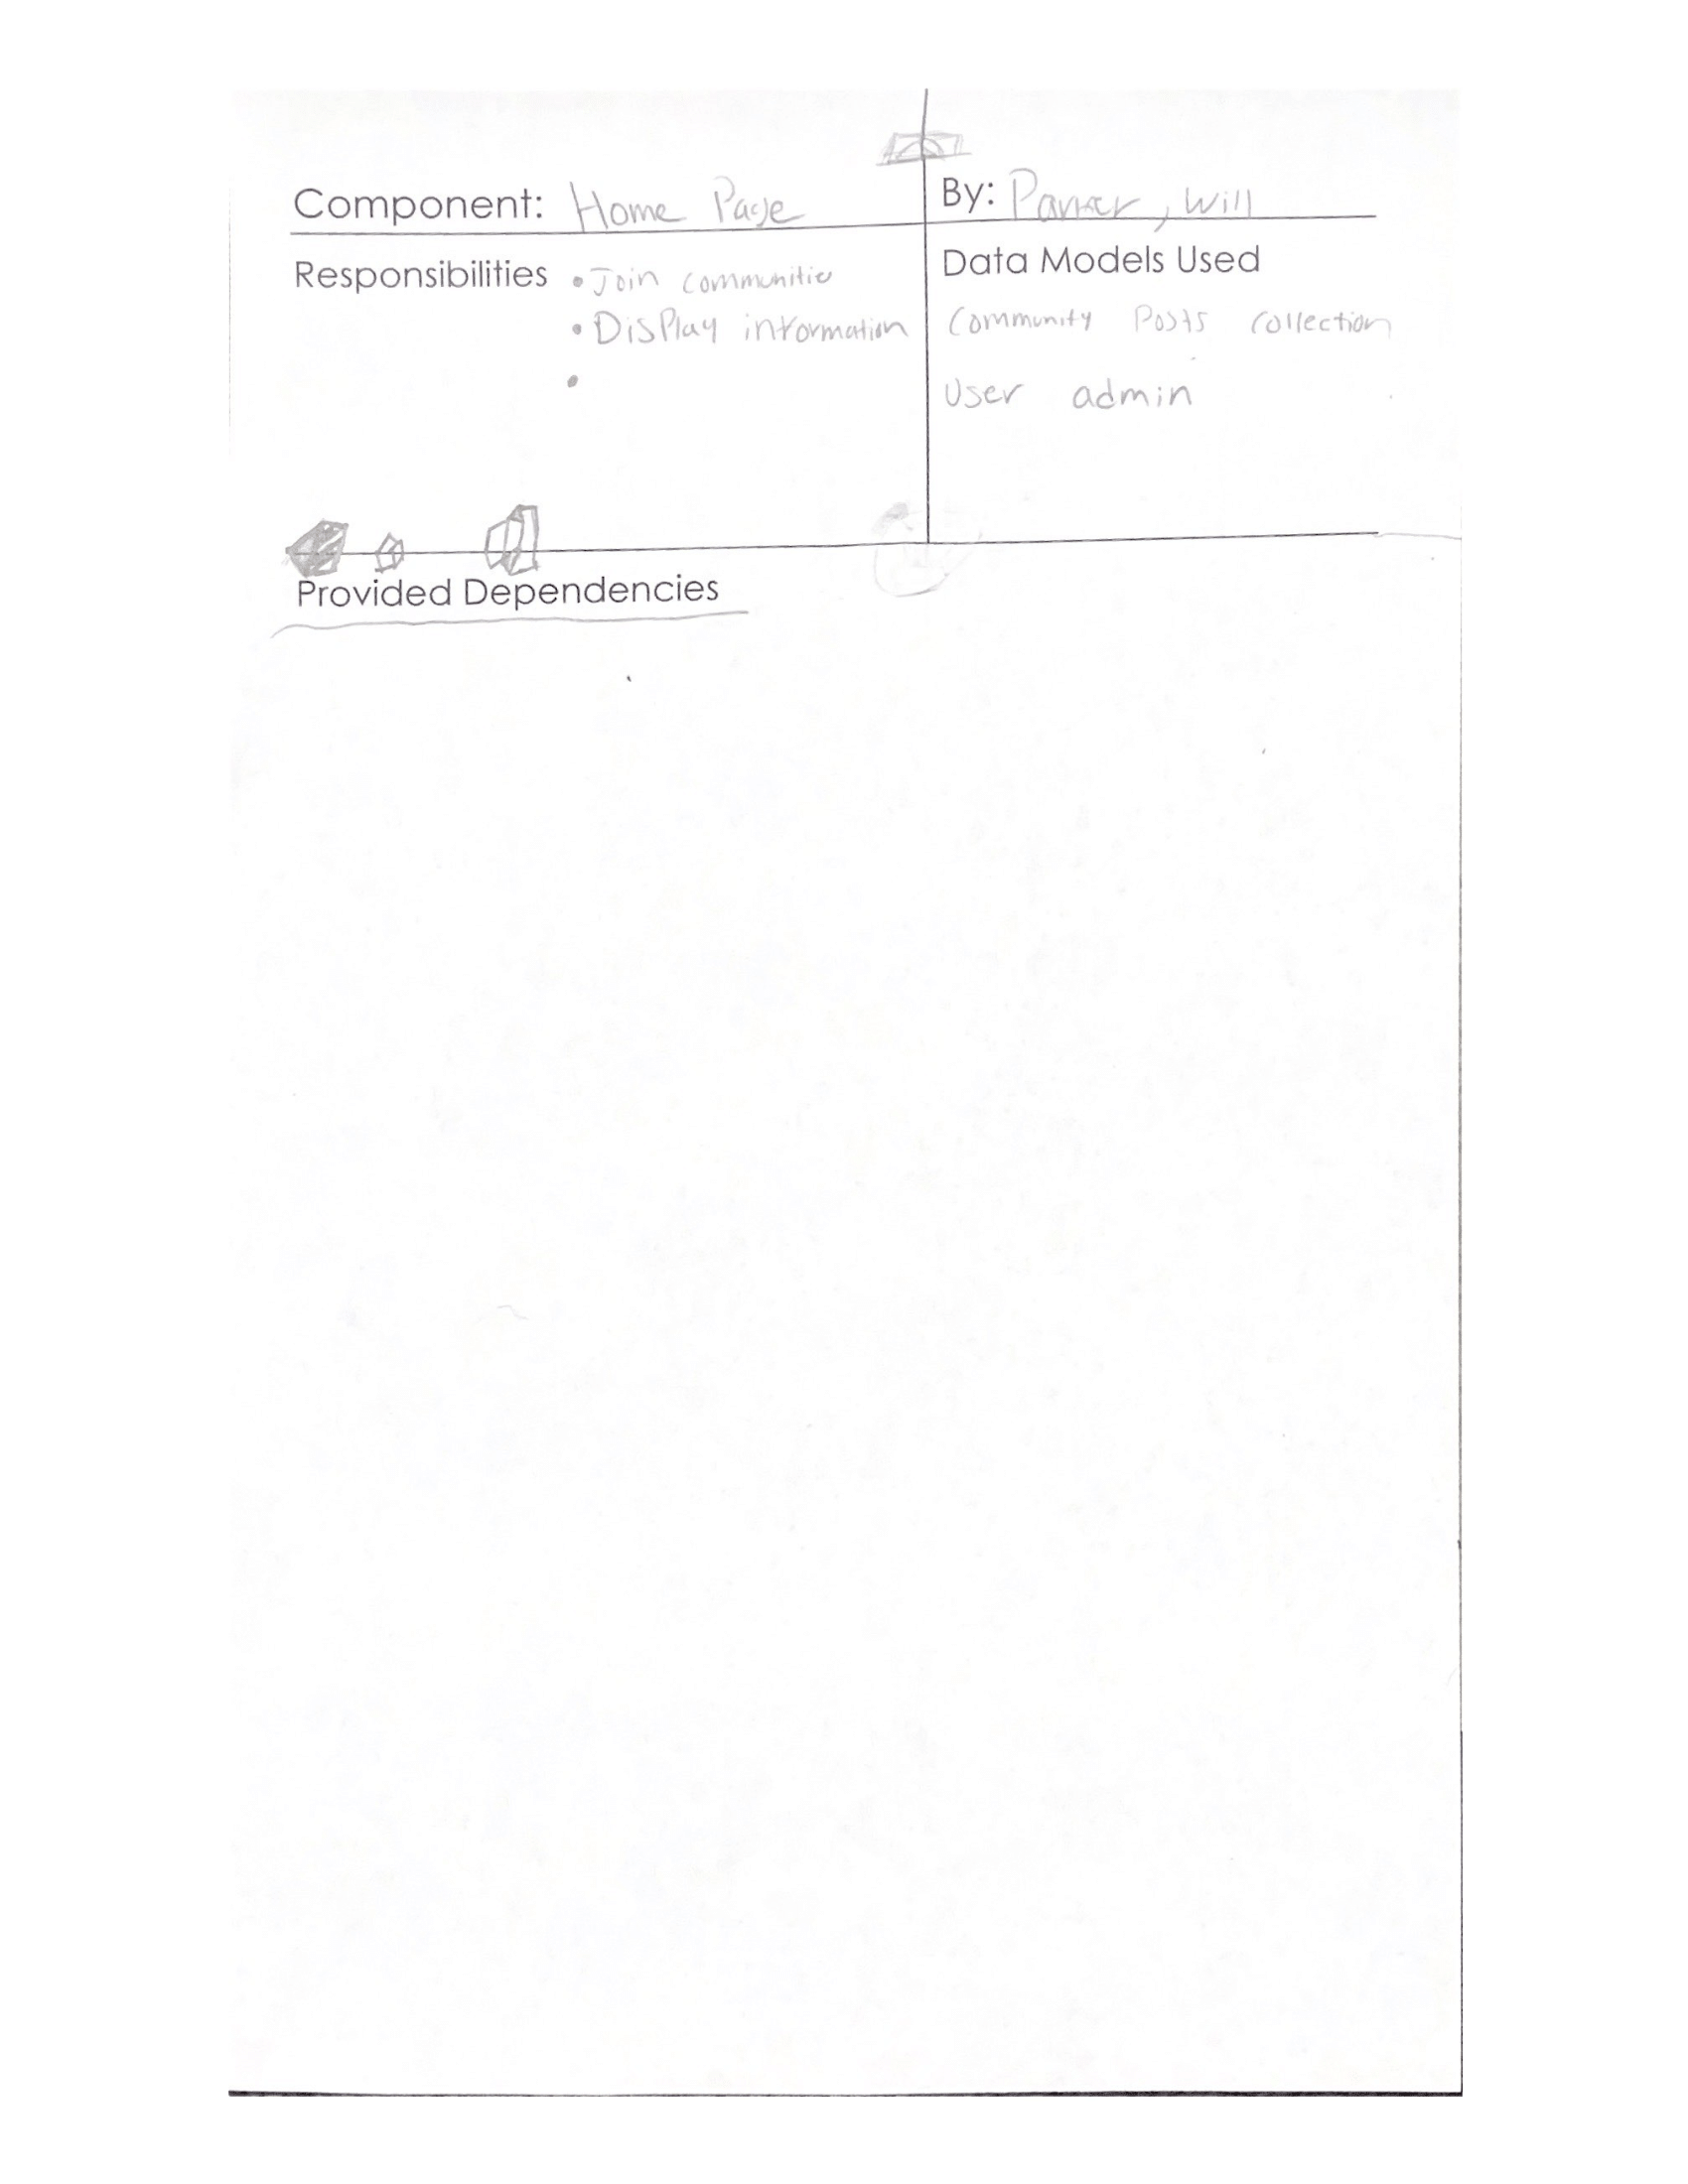 Component: Home Page
By: Parker, Will
Responsibilities
• Join communitie
• Display information
•
Data Models Used
Community Posts Collection
User admin
Provided Dependencies